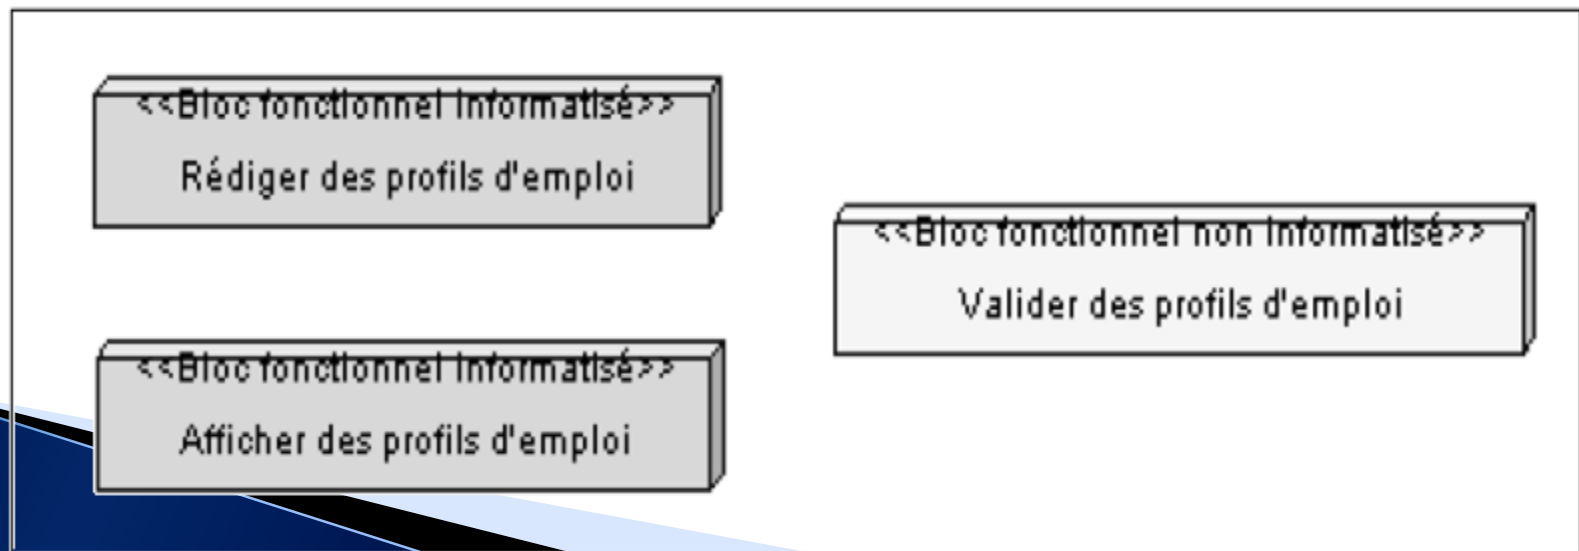 <<Bloc fonctionnel informatisé>>
Rédiger des profils d'emploi
<<Bloc fonctionnel non informatisé>>
Valider des profils d'emploi
<<Bloc fonctionnel informatisé>>
Afficher des profils d'emploi